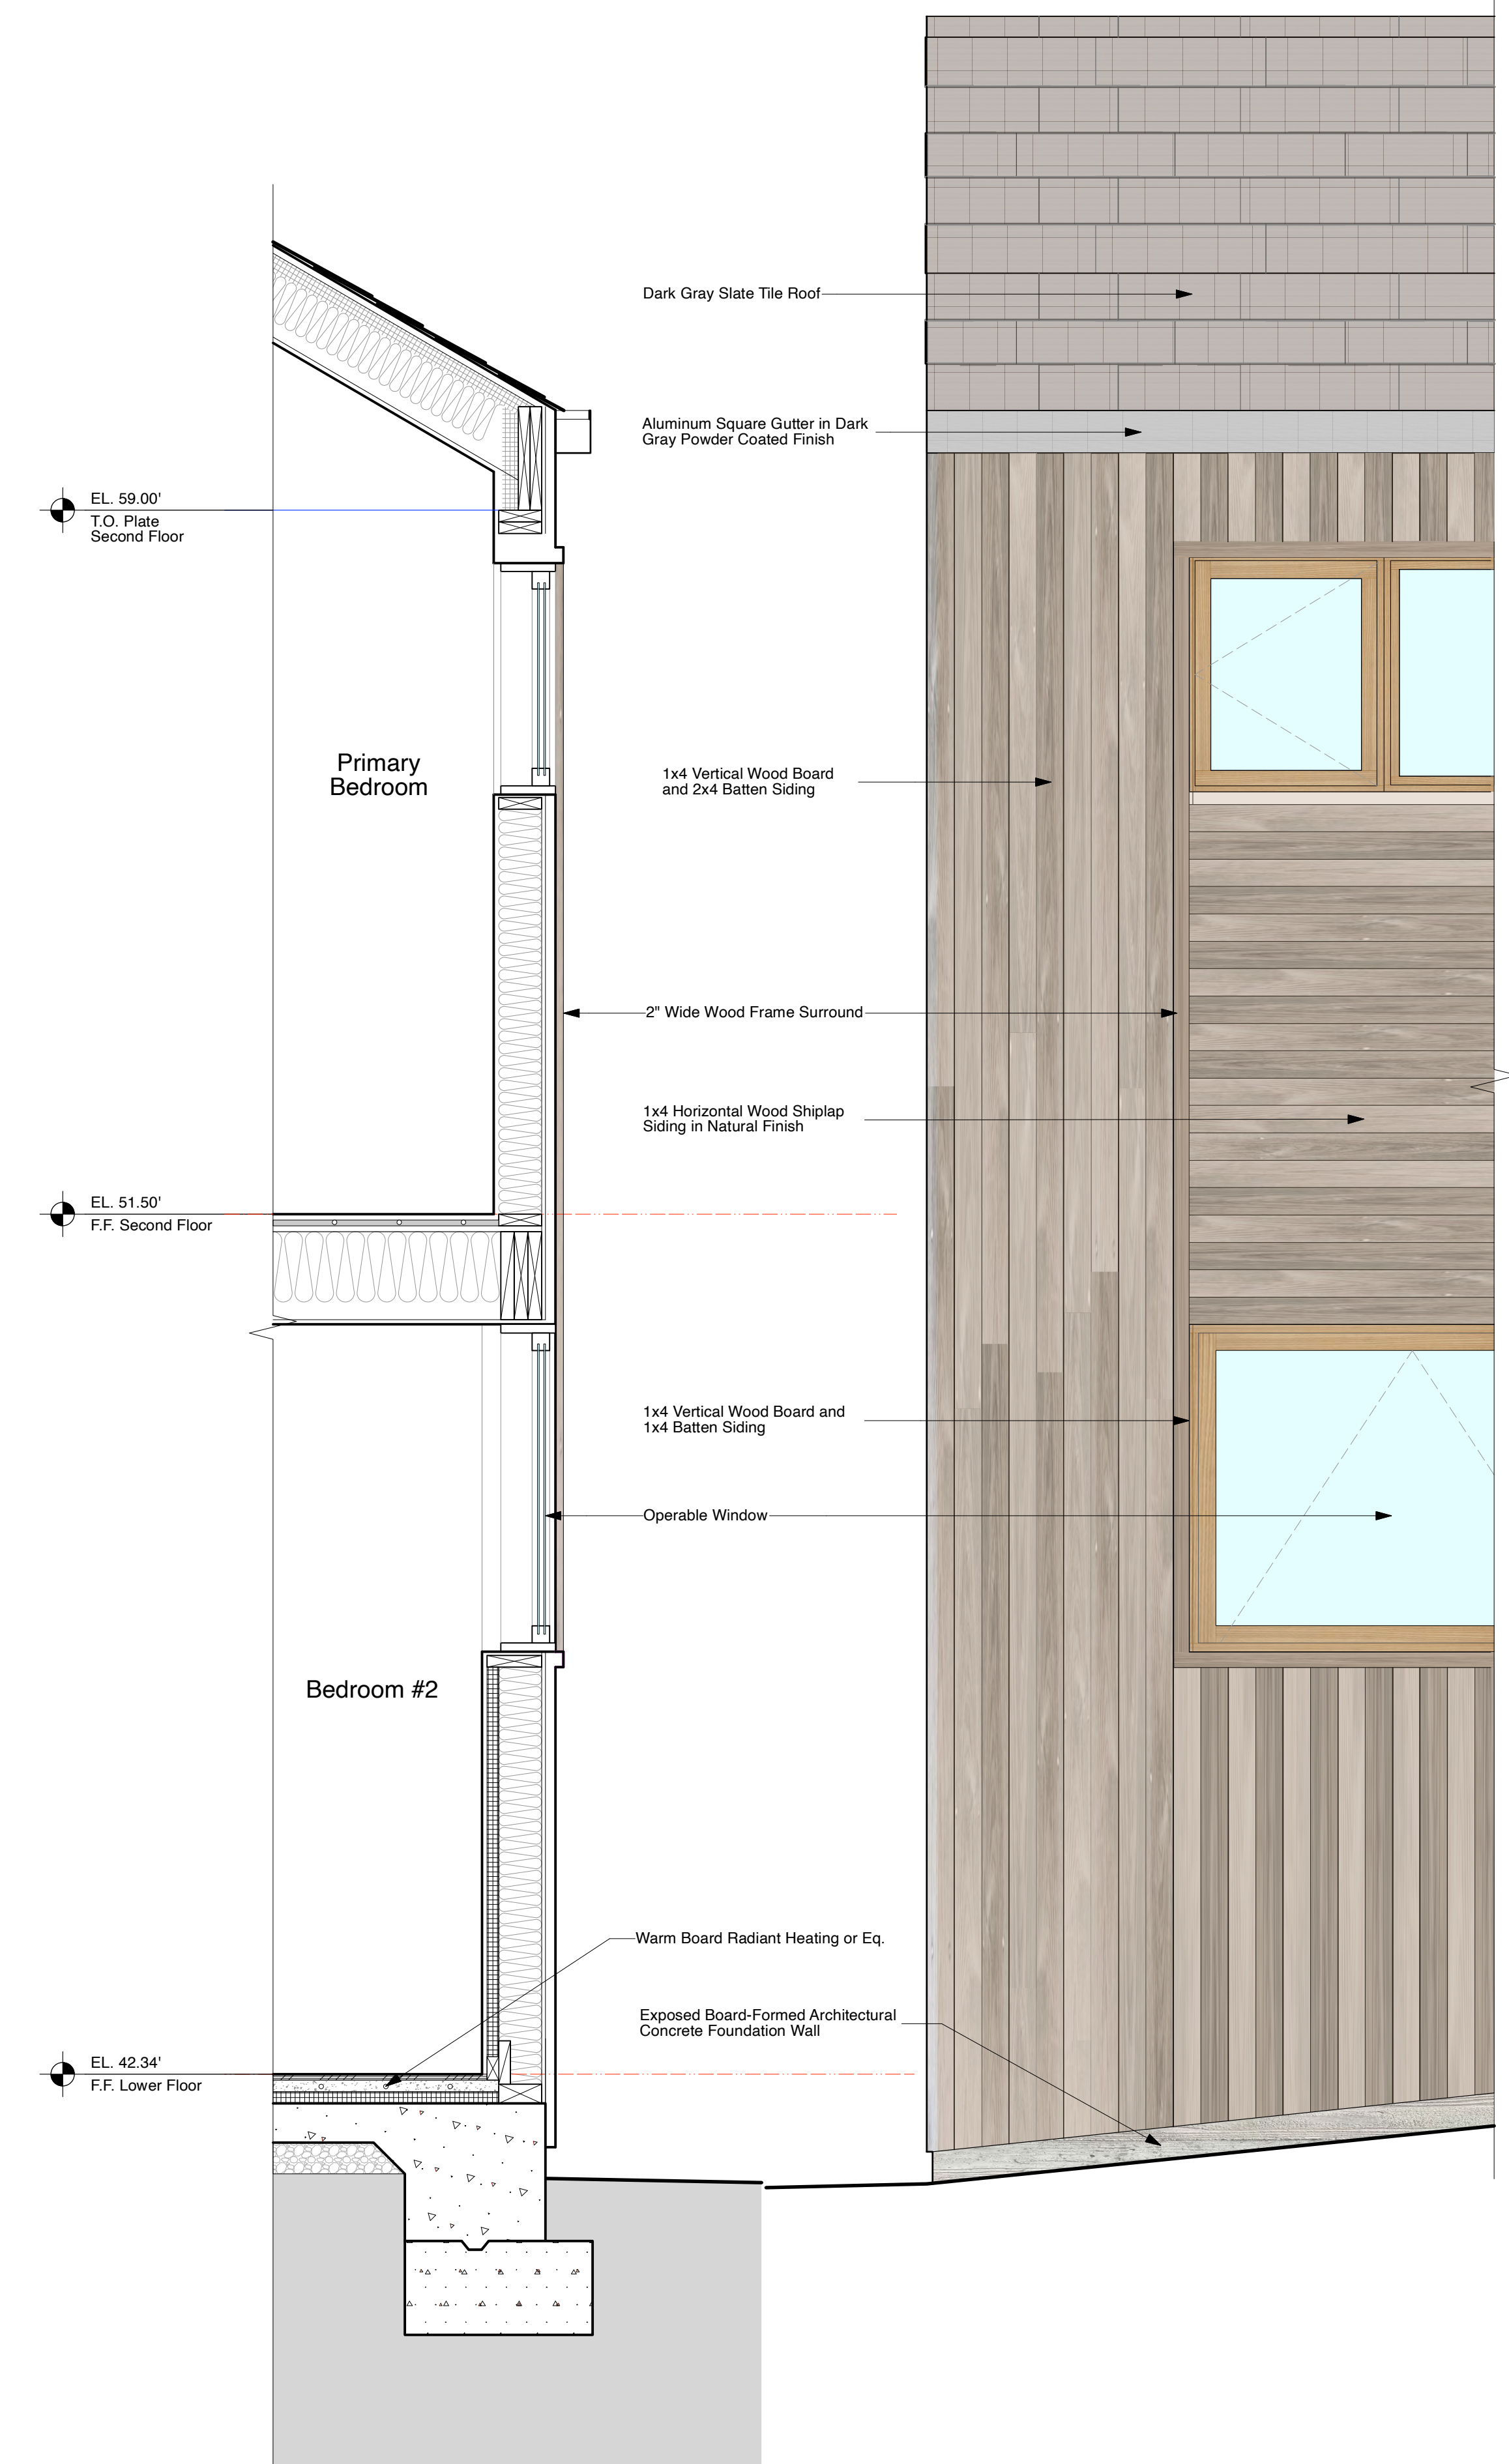 Dark Gray Slate Tile Roof
Aluminum Square Gutter in Dark
Gray Powder Coated Finish
EL. 59.00'
T.O. Plate
Second Floor
Primary
Bedroom
1x4 Vertical Wood Board
and 2x4 Batten Siding
2" Wide Wood Frame Surround
1x4 Horizontal Wood Shiplap
Siding in Natural Finish
EL. 51.50'
F.F. Second Floor
1x4 Vertical Wood Board and
1x4 Batten Siding
Operable Window
Bedroom #2
Warm Board Radiant Heating or Eq.
Exposed Board-Formed Architectural
Concrete Foundation Wall
EL. 42.34'
F.F. Lower Floor